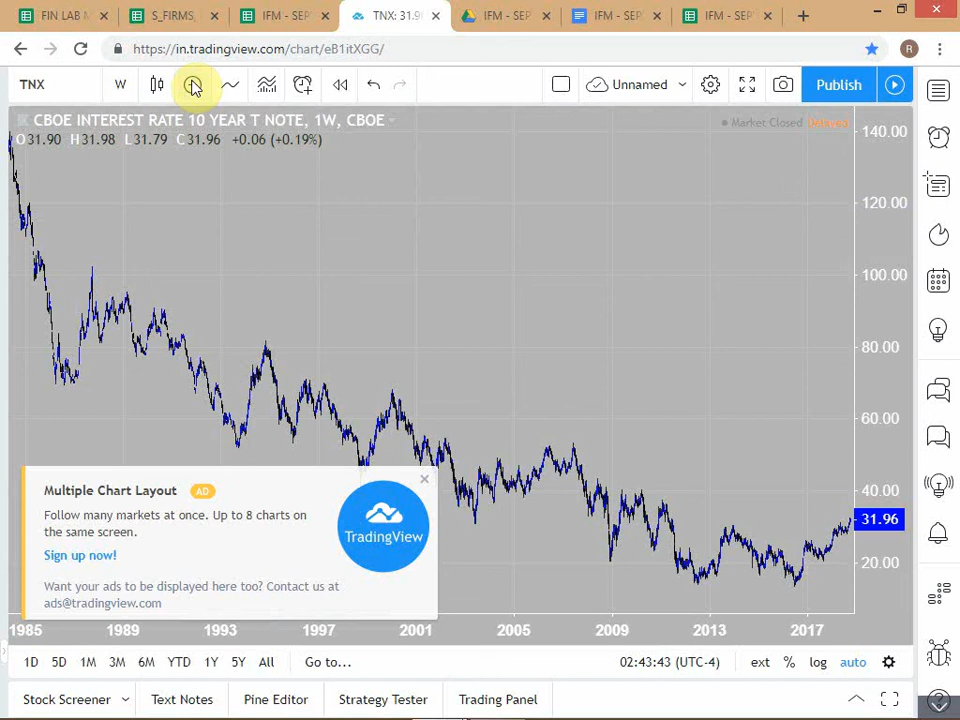 FIN LAB M
S_FIRMS,
IFM - SEP
TNX: 31.9
IFM - SEP
IFM - SEP
IFM - SEP
https://in.tradingview.com/chart/eB1itXGG/
R
TNX W Unnamed Publish
CBOE INTEREST RATE 10 YEAR T NOTE, 1W, CBOE
Market Closed Delayed
O31.90 H31.98 L31.79 C31.96 +0.06 (+0.19%)
140.00
120.00
100.00
80.00
60.00
40.00
31.96
20.00
Multiple Chart Layout AD
Follow many markets at once. Up to 8 charts on
the same screen.
Sign up now!
TradingView
Want your ads to be displayed here too? Contact us at
ads@tradingview.com
1985 1989 1993 1997 2001 2005 2009 2013 2017
1D 5D 1M 3M 6M YTD 1Y 5Y All Go to... 02:43:43 (UTC-4) ext % log auto
Stock Screener Text Notes Pine Editor Strategy Tester Trading Panel